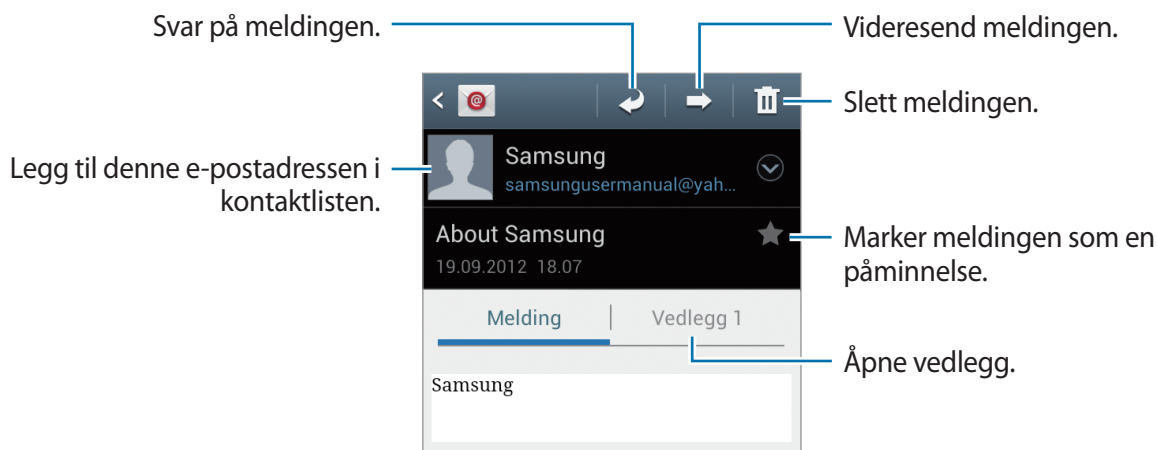 Svar på meldingen.
Videresend meldingen.
Slett meldingen.
Legg til denne e-postadressen i
kontaktlisten.
Samsung
samsungusermanual@yah...
About Samsung
19.09.2012 18.07
Marker meldingen som en
påminnelse.
Melding
Vedlegg 1
Åpne vedlegg.
Samsung